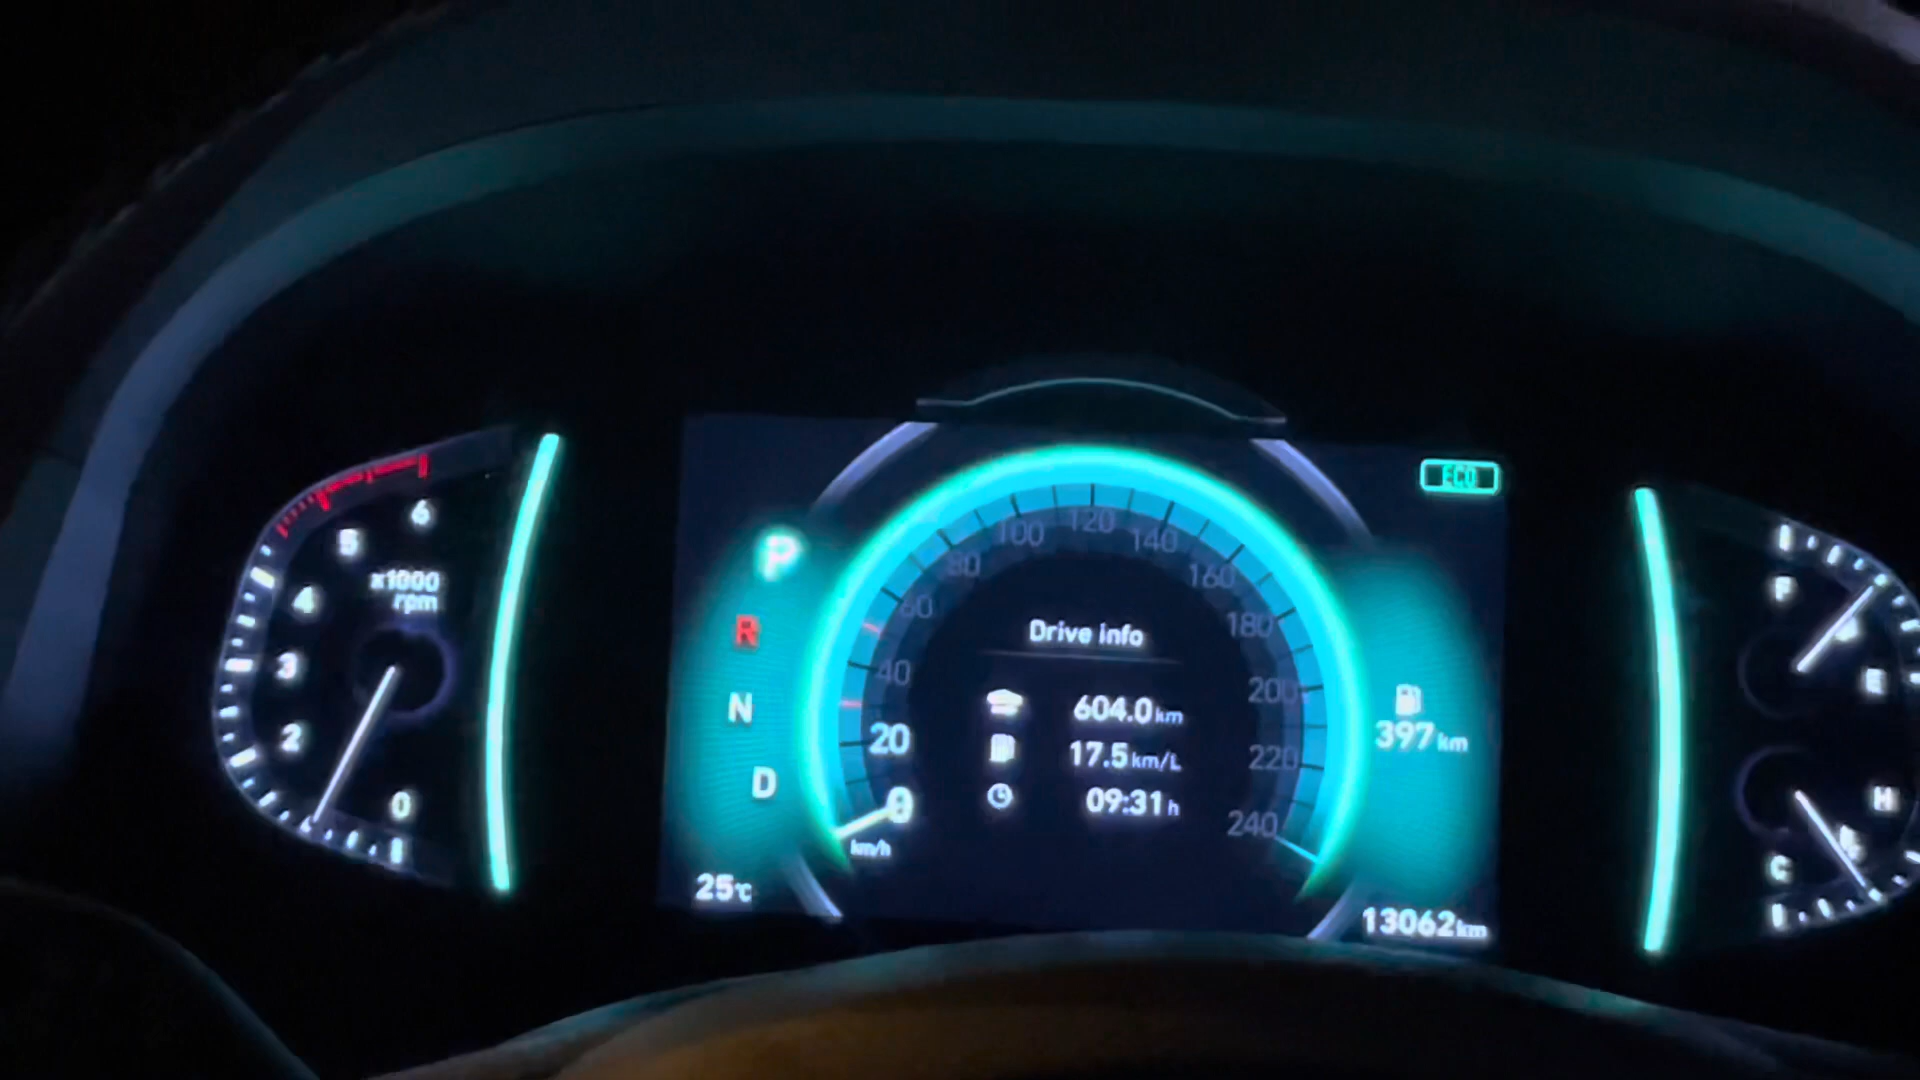 6
5
x1000
rpm
4
3
2
0
P
R
N
D
25℃
ECO
0
20
40
60
80
100
120
140
160
180
200
220
240
km/h
Drive info
604.0 km
17.5 km/L
09:31 h
397 km
13062 km
F
E
H
C